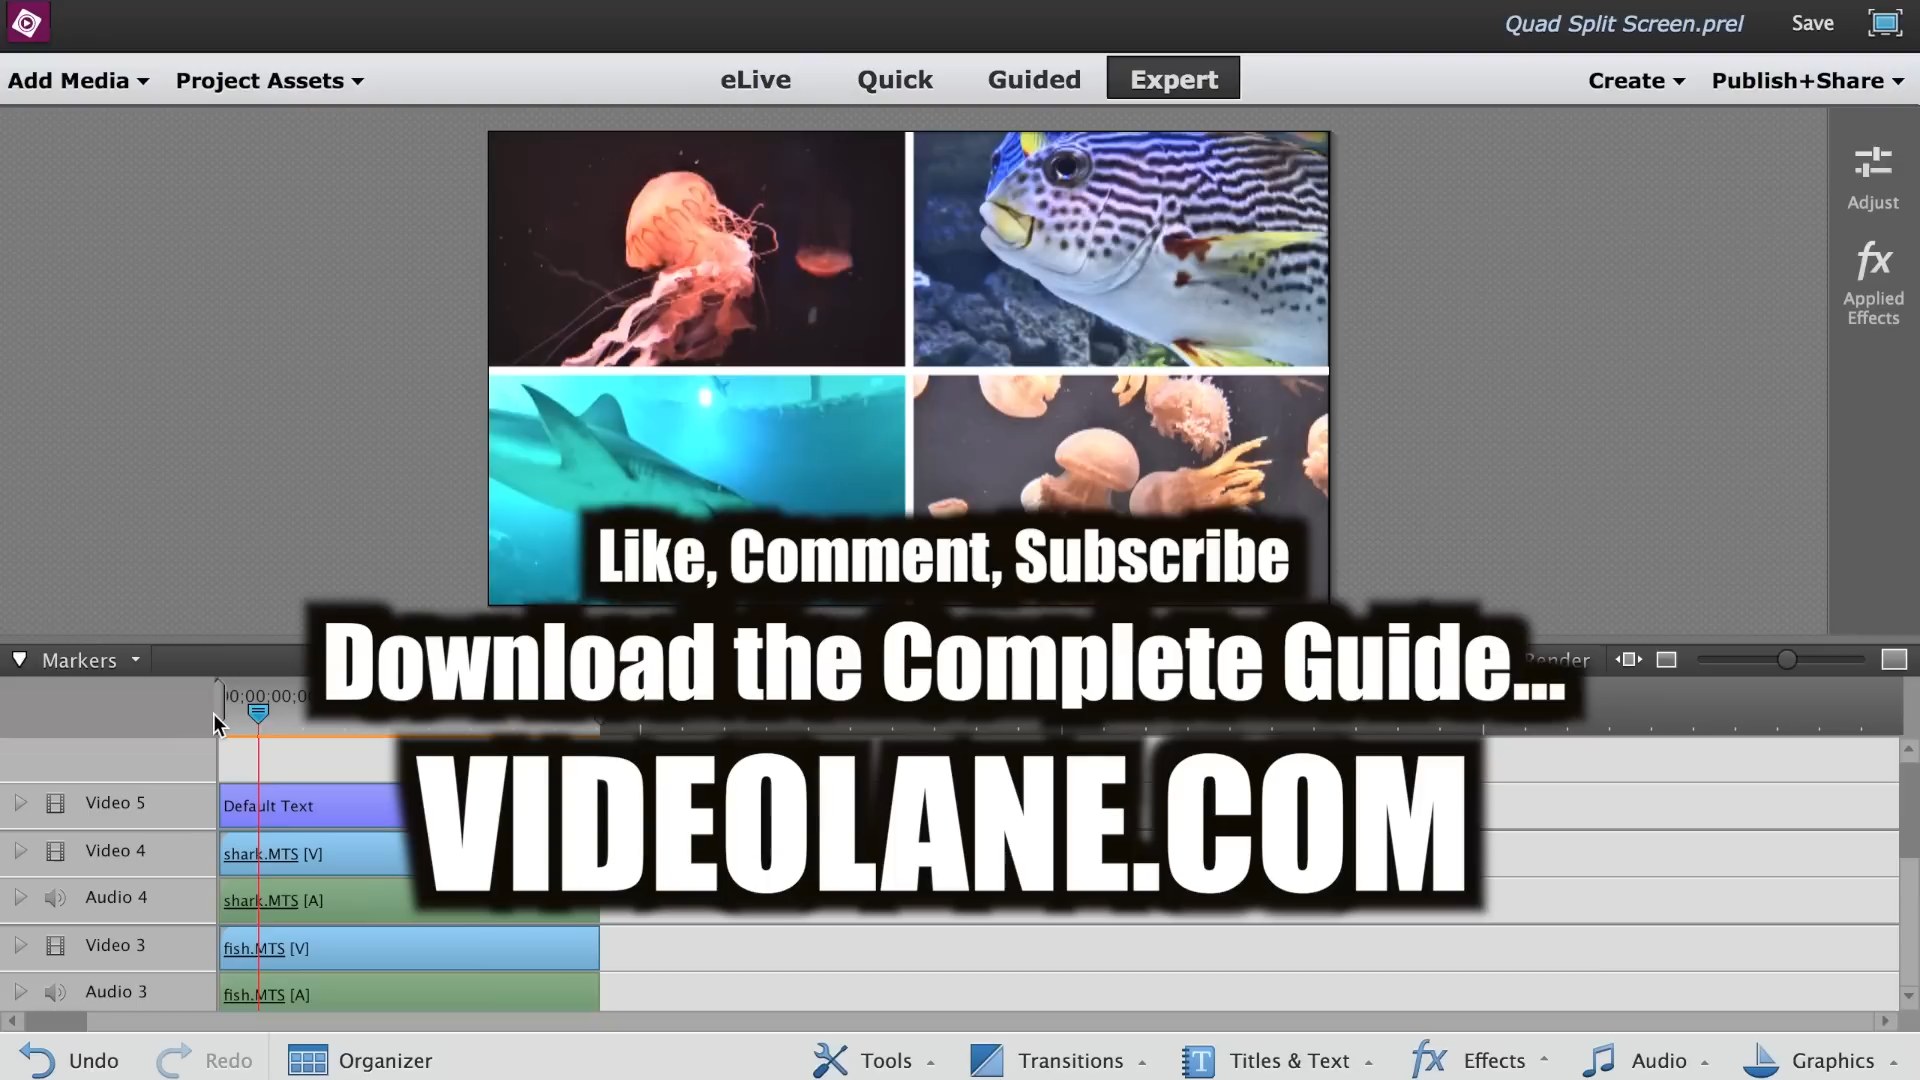 Quad Split Screen.prel
Save
Add Media
Project Assets
eLive
Quick
Guided
Expert
Create
Publish+Share
Adjust
fx
Applied
Effects
Like, Comment, Subscribe
Download the Complete Guide...
VIDEOLANE.COM
Markers
Render
Video 5
Default Text
Video 4
shark.MTS [V]
Audio 4
shark.MTS [A]
Video 3
fish.MTS [V]
Audio 3
fish.MTS [A]
Undo
Redo
Organizer
Tools
Transitions
T
Titles & Text
fx
Effects
Audio
Graphics